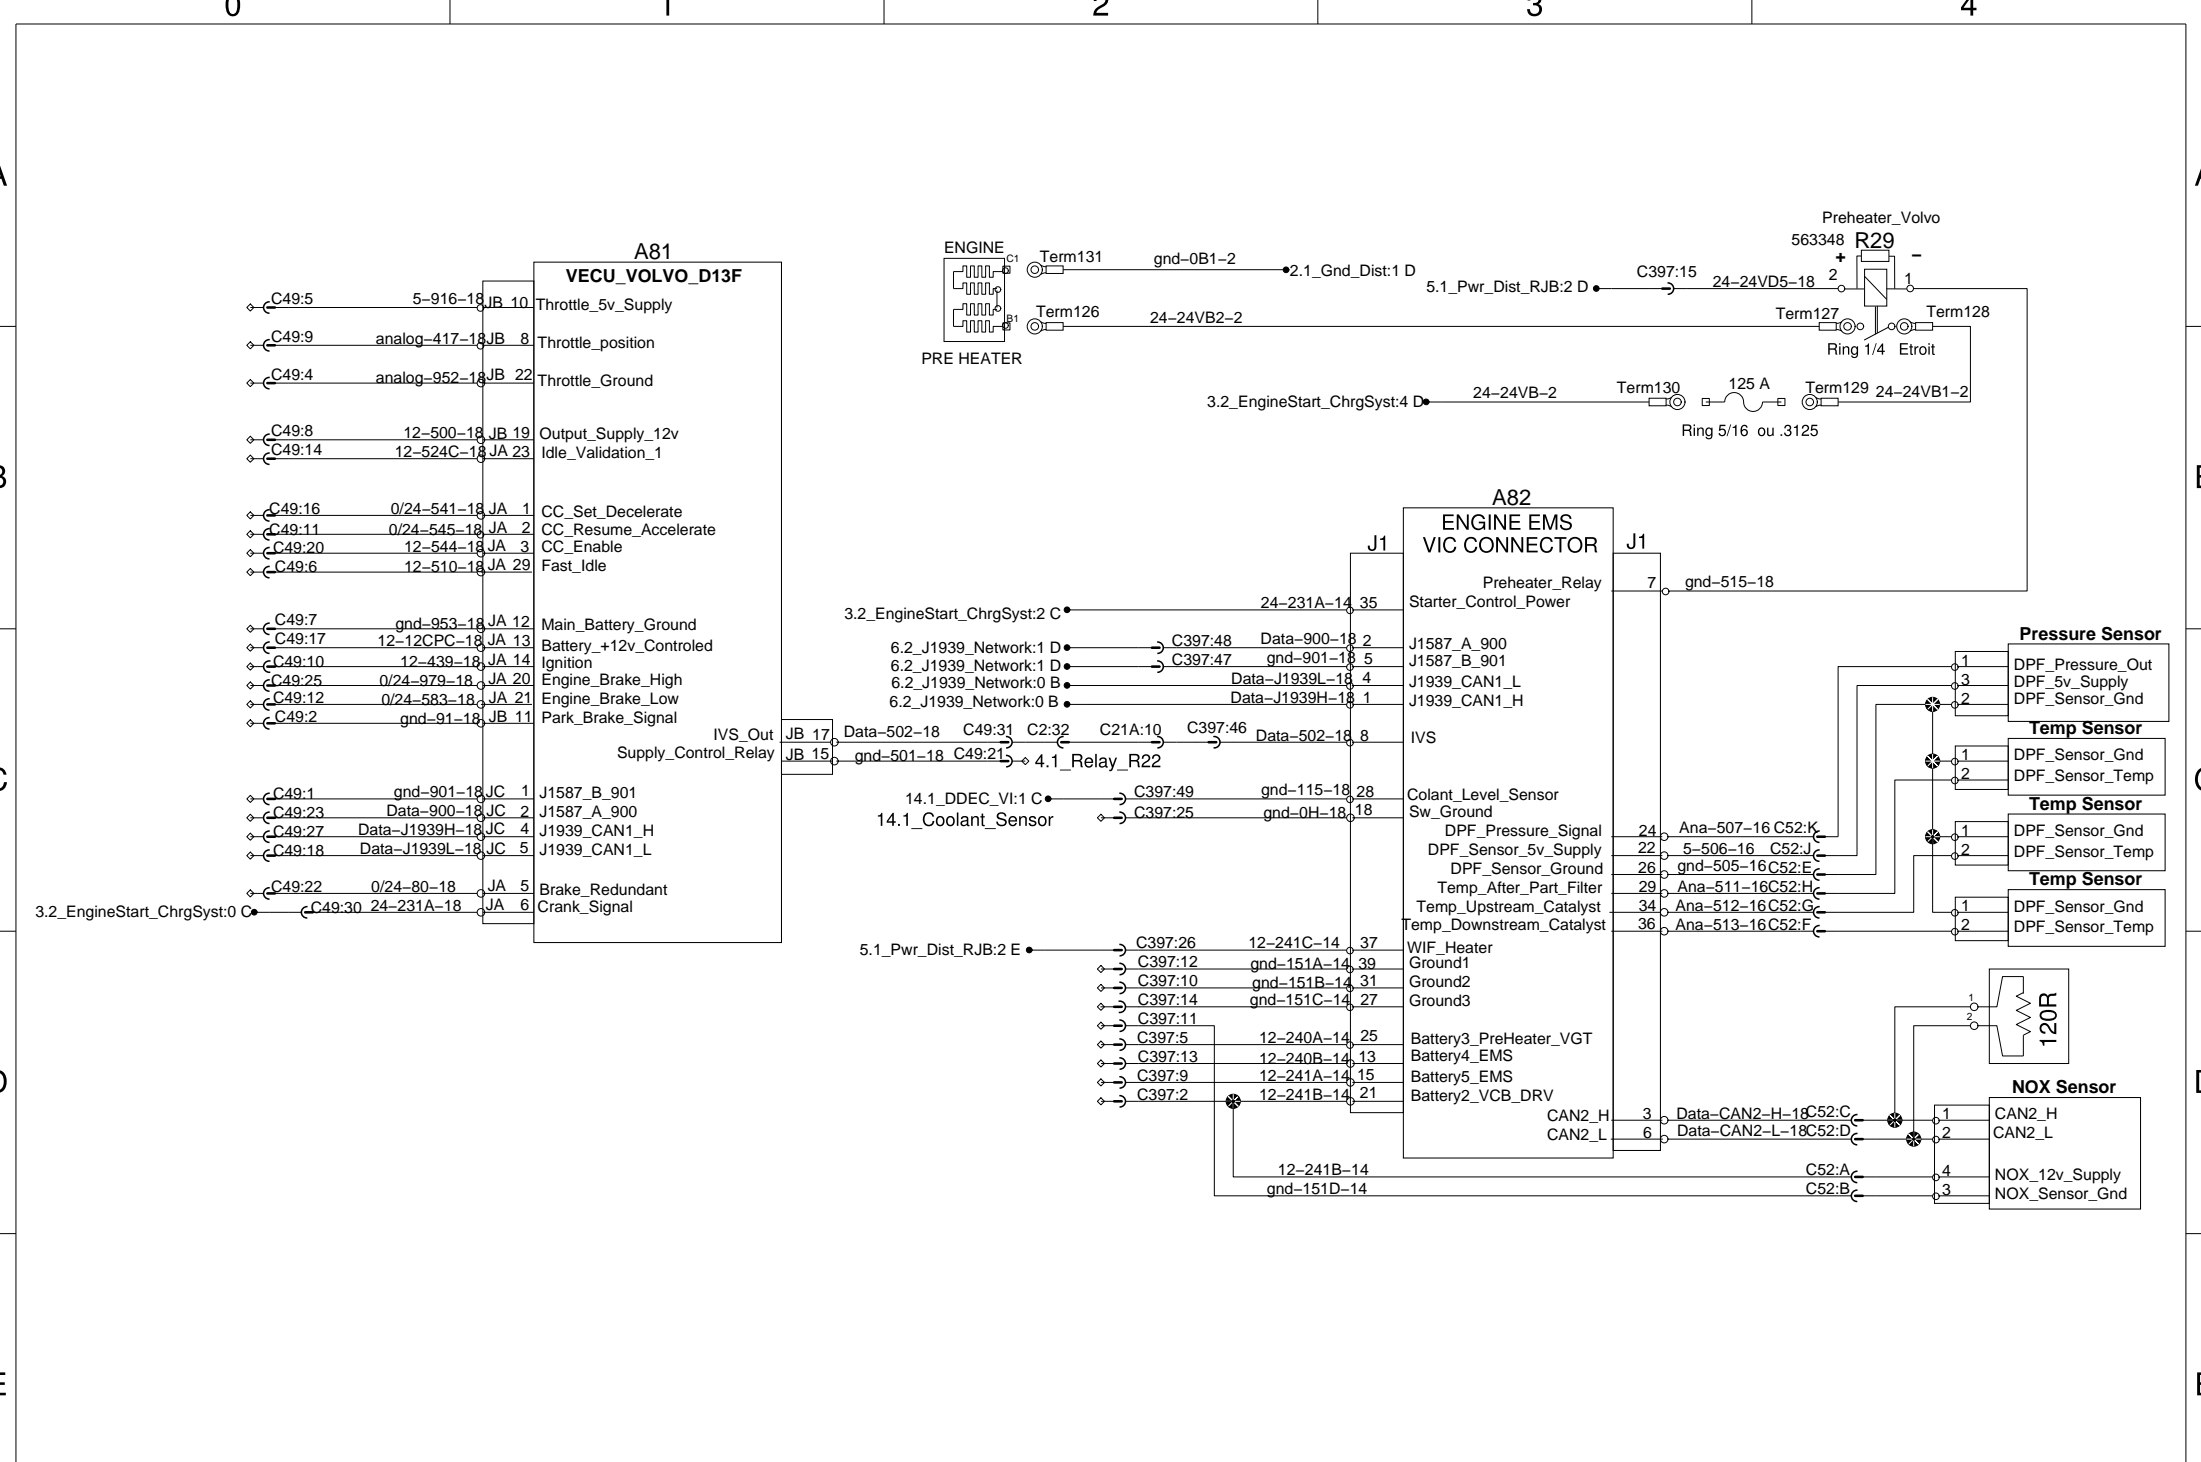 0 1 2 3 4
A A
Preheater_Volvo
563348 R29
+ −
A81
VECU_VOLVO_D13F
ENGINE
C1
Term131 gnd−0B1−2 2.1_Gnd_Dist:1 D
5.1_Pwr_Dist_RJB:2 D C397:15 24−24VD5−18 2 1
B1
Term126 24−24VB2−2 Term127 Term128
Ring 1/4 Etroit
PRE HEATER
3.2_EngineStart_ChrgSyst:4 D 24−24VB−2 Term130 125 A Term129 24−24VB1−2
Ring 5/16 ou .3125
C49:5 5−916−18 JB 10 Throttle_5v_Supply
C49:9 analog−417−18 JB 8 Throttle_position
C49:4 analog−952−18 JB 22 Throttle_Ground
C49:8 12−500−18 JB 19 Output_Supply_12v
C49:14 12−524C−18 JA 23 Idle_Validation_1
B
C49:16 0/24−541−18 JA 1 CC_Set_Decelerate
C49:11 0/24−545−18 JA 2 CC_Resume_Accelerate
C49:20 12−544−18 JA 3 CC_Enable
C49:6 12−510−18 JA 29 Fast_Idle
C49:7 gnd−953−18 JA 12 Main_Battery_Ground
C49:17 12−12CPC−18 JA 13 Battery_+12v_Controled
C49:10 12−439−18 JA 14 Ignition
C49:25 0/24−979−18 JA 20 Engine_Brake_High
C49:12 0/24−583−18 JA 21 Engine_Brake_Low
C49:2 gnd−91−18 JB 11 Park_Brake_Signal
IVS_Out JB 17 Data−502−18 C49:31 C2:32 C21A:10 C397:46 Data−502−18 8 IVS
Supply_Control_Relay JB 15 gnd−501−18 C49:21 4.1_Relay_R22
C
C49:1 gnd−901−18 JC 1 J1587_B_901
C49:23 Data−900−18 JC 2 J1587_A_900
C49:27 Data−J1939H−18 JC 4 J1939_CAN1_H
C49:18 Data−J1939L−18 JC 5 J1939_CAN1_L
C49:22 0/24−80−18 JA 5 Brake_Redundant
3.2_EngineStart_ChrgSyst:0 C C49:30 24−231A−18 JA 6 Crank_Signal
A82
ENGINE EMS
VIC CONNECTOR
J1 J1
Preheater_Relay 7 gnd−515−18
3.2_EngineStart_ChrgSyst:2 C 24−231A−14 35 Starter_Control_Power
6.2_J1939_Network:1 D C397:48 Data−900−18 2 J1587_A_900
6.2_J1939_Network:1 D C397:47 gnd−901−18 5 J1587_B_901
6.2_J1939_Network:0 B Data−J1939L−18 4 J1939_CAN1_L
6.2_J1939_Network:0 B Data−J1939H−18 1 J1939_CAN1_H
14.1_DDEC_VI:1 C C397:49 gnd−115−18 28 Colant_Level_Sensor
14.1_Coolant_Sensor C397:25 gnd−0H−18 18 Sw_Ground
DPF_Pressure_Signal 24 Ana−507−16 C52:K
DPF_Sensor_5v_Supply 22 5−506−16 C52:J
DPF_Sensor_Ground 26 gnd−505−16 C52:E
Temp_After_Part_Filter 29 Ana−511−16 C52:H
Temp_Upstream_Catalyst 34 Ana−512−16 C52:G
Temp_Downstream_Catalyst 36 Ana−513−16 C52:F
5.1_Pwr_Dist_RJB:2 E C397:26 12−241C−14 37 WIF_Heater
C397:12 gnd−151A−14 39 Ground1
C397:10 gnd−151B−14 31 Ground2
C397:14 gnd−151C−14 27 Ground3
C397:11
C397:5 12−240A−14 25 Battery3_PreHeater_VGT
C397:13 12−240B−14 13 Battery4_EMS
C397:9 12−241A−14 15 Battery5_EMS
C397:2 12−241B−14 21 Battery2_VCB_DRV
CAN2_H 3 Data−CAN2−H−18 C52:C
CAN2_L 6 Data−CAN2−L−18 C52:D
12−241B−14 C52:A
gnd−151D−14 C52:B
Pressure Sensor
1 DPF_Pressure_Out
3 DPF_5v_Supply
2 DPF_Sensor_Gnd
Temp Sensor
1 DPF_Sensor_Gnd
2 DPF_Sensor_Temp
Temp Sensor
1 DPF_Sensor_Gnd
2 DPF_Sensor_Temp
Temp Sensor
1 DPF_Sensor_Gnd
2 DPF_Sensor_Temp
1
2
120R
NOX Sensor
1 CAN2_H
2 CAN2_L
4 NOX_12v_Supply
3 NOX_Sensor_Gnd
E